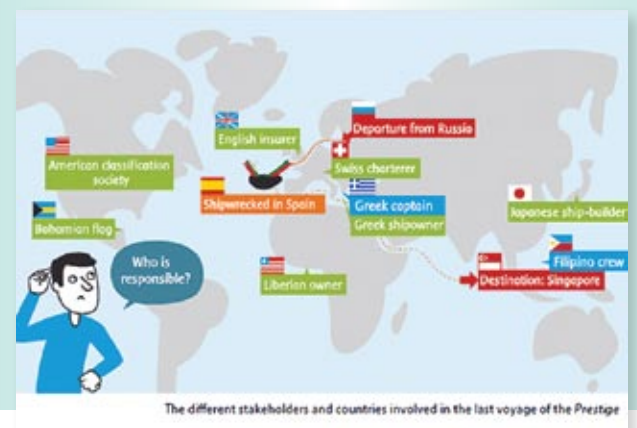 English insurer
Departure from Russia
American classification
society
Swiss charterer
Shipwrecked in Spain
Greek captain
Greek shipowner
Japanese ship-builder
Bahamian flag
Who is
responsible?
Liberian owner
Filipino crew
Destination: Singapore
The different stakeholders and countries involved in the last voyage of the Prestige